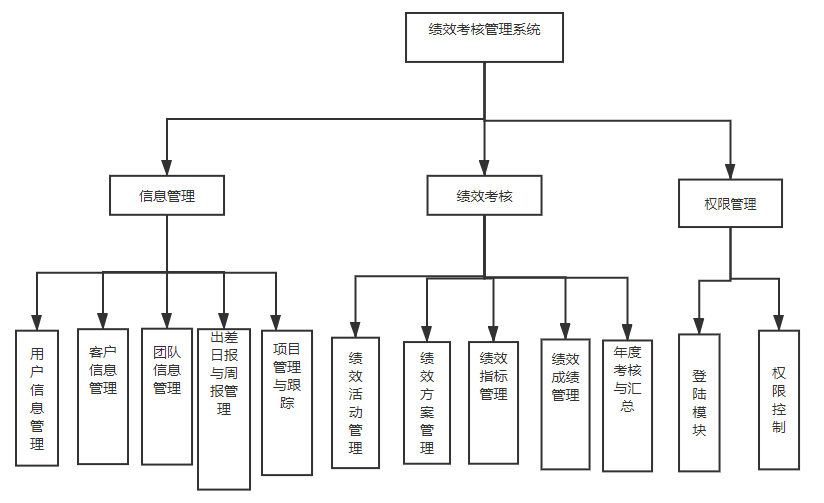 绩效考核管理系统
信息管理
绩效考核
权限管理
用
户
信
息
管
理
客户
信息
管理
团队
信息
管理
出差
日报
与周
报管
理
项目
管理
与跟
踪
绩
效
活
动
管
理
绩
效
方
案
管
理
绩效
指标
管理
绩效
成绩
管理
年度
考核
与汇
总
登
陆
模
块
权
限
控
制